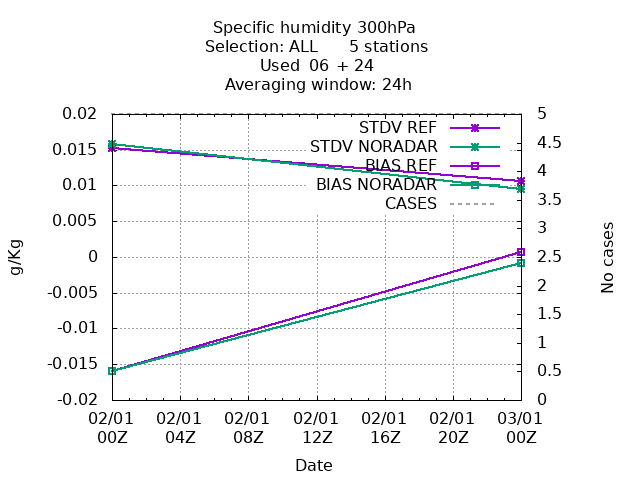 Specific humidity 300hPa
Selection: ALL      5 stations
Used  06 + 24
Averaging window: 24h
0.02
0.015
0.01
0.005
0
-0.005
-0.01
-0.015
-0.02
g/Kg
STDV REF
STDV NORADAR
BIAS REF
BIAS NORADAR
CASES
5
4.5
4
3.5
3
2.5
2
1.5
1
0.5
0
No cases
02/01 02/01 02/01 02/01 02/01 02/01 03/01
00Z 04Z 08Z 12Z 16Z 20Z 00Z
Date